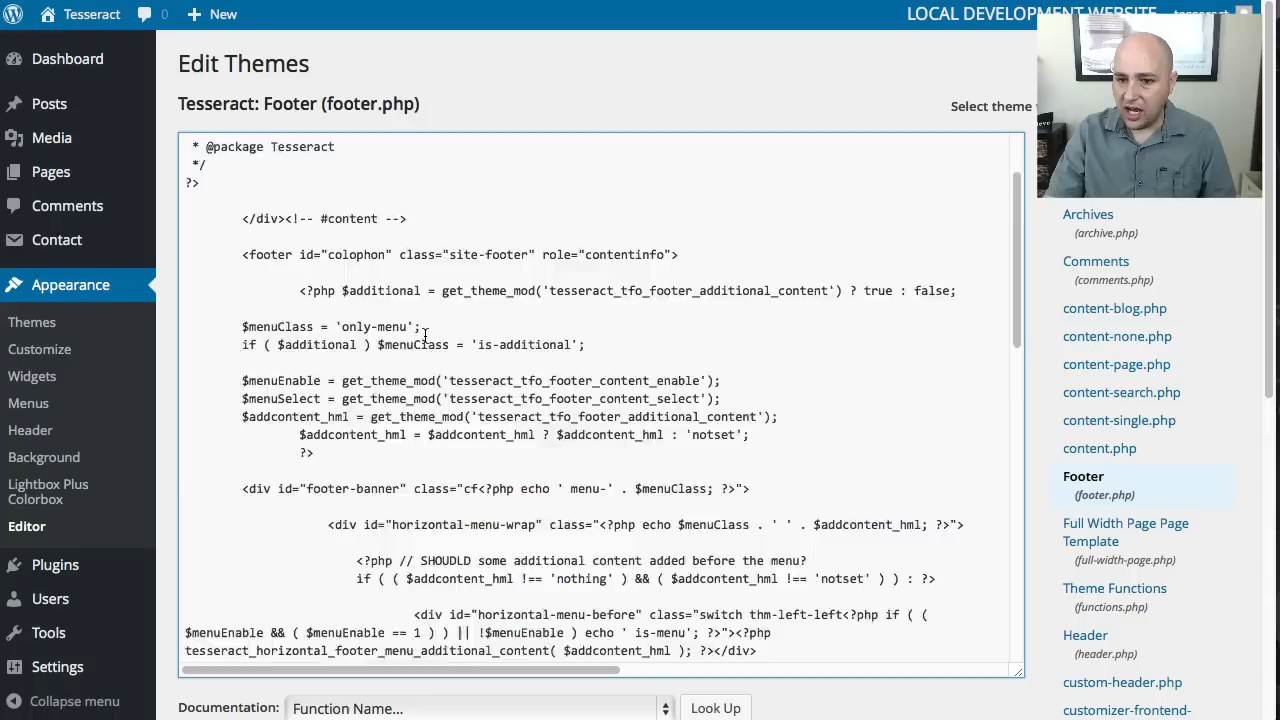 Tesseract 0 New LOCAL DEVELOPMENT WEBSITE
Dashboard
Posts
Media
Pages
Comments
Contact
Appearance
Themes
Customize
Widgets
Menus
Header
Background
Lightbox Plus
Colorbox
Editor
Plugins
Users
Tools
Settings
Collapse menu
Edit Themes
Tesseract: Footer (footer.php)
Select theme
* @package Tesseract
*/
?>
</div><!-- #content -->
<footer id="colophon" class="site-footer" role="contentinfo">
<?php $additional = get_theme_mod('tesseract_tfo_footer_additional_content') ? true : false;
$menuClass = 'only-menu';
if ( $additional ) $menuClass = 'is-additional';
$menuEnable = get_theme_mod('tesseract_tfo_footer_content_enable');
$menuSelect = get_theme_mod('tesseract_tfo_footer_content_select');
$addcontent_hml = get_theme_mod('tesseract_tfo_footer_additional_content');
$addcontent_hml = $addcontent_hml ? $addcontent_hml : 'notset';
?>
<div id="footer-banner" class="cf<?php echo ' menu-' . $menuClass; ?>">
<div id="horizontal-menu-wrap" class="<?php echo $menuClass . ' ' . $addcontent_hml; ?>">
<?php // SHOUDLD some additional content added before the menu?
if ( ( $addcontent_hml !== 'nothing' ) && ( $addcontent_hml !== 'notset' ) ) : ?>
<div id="horizontal-menu-before" class="switch thm-left-left<?php if ( (
$menuEnable && ( $menuEnable == 1 ) ) || !$menuEnable ) echo ' is-menu'; ?>"><?php
tesseract_horizontal_footer_menu_additional_content( $addcontent_hml ); ?></div>
Documentation: Function Name... Look Up
Archives
(archive.php)
Comments
(comments.php)
content-blog.php
content-none.php
content-page.php
content-search.php
content-single.php
content.php
Footer
(footer.php)
Full Width Page Page
Template
(full-width-page.php)
Theme Functions
(functions.php)
Header
(header.php)
custom-header.php
customizer-frontend-